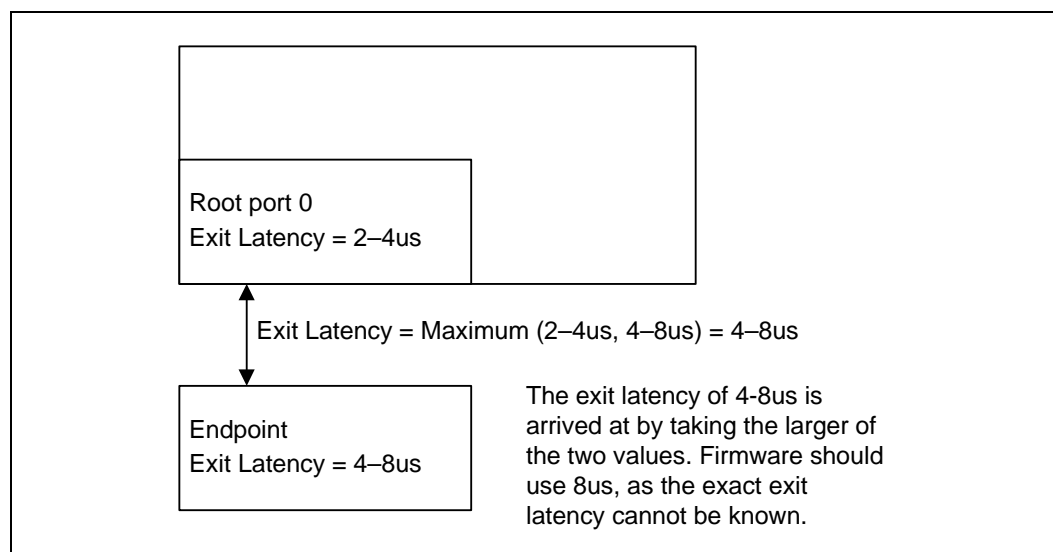 Root port 0
Exit Latency = 2–4us
Exit Latency = Maximum (2–4us, 4–8us) = 4–8us
Endpoint
Exit Latency = 4–8us
The exit latency of 4-8us is
arrived at by taking the larger of
the two values. Firmware should
use 8us, as the exact exit
latency cannot be known.